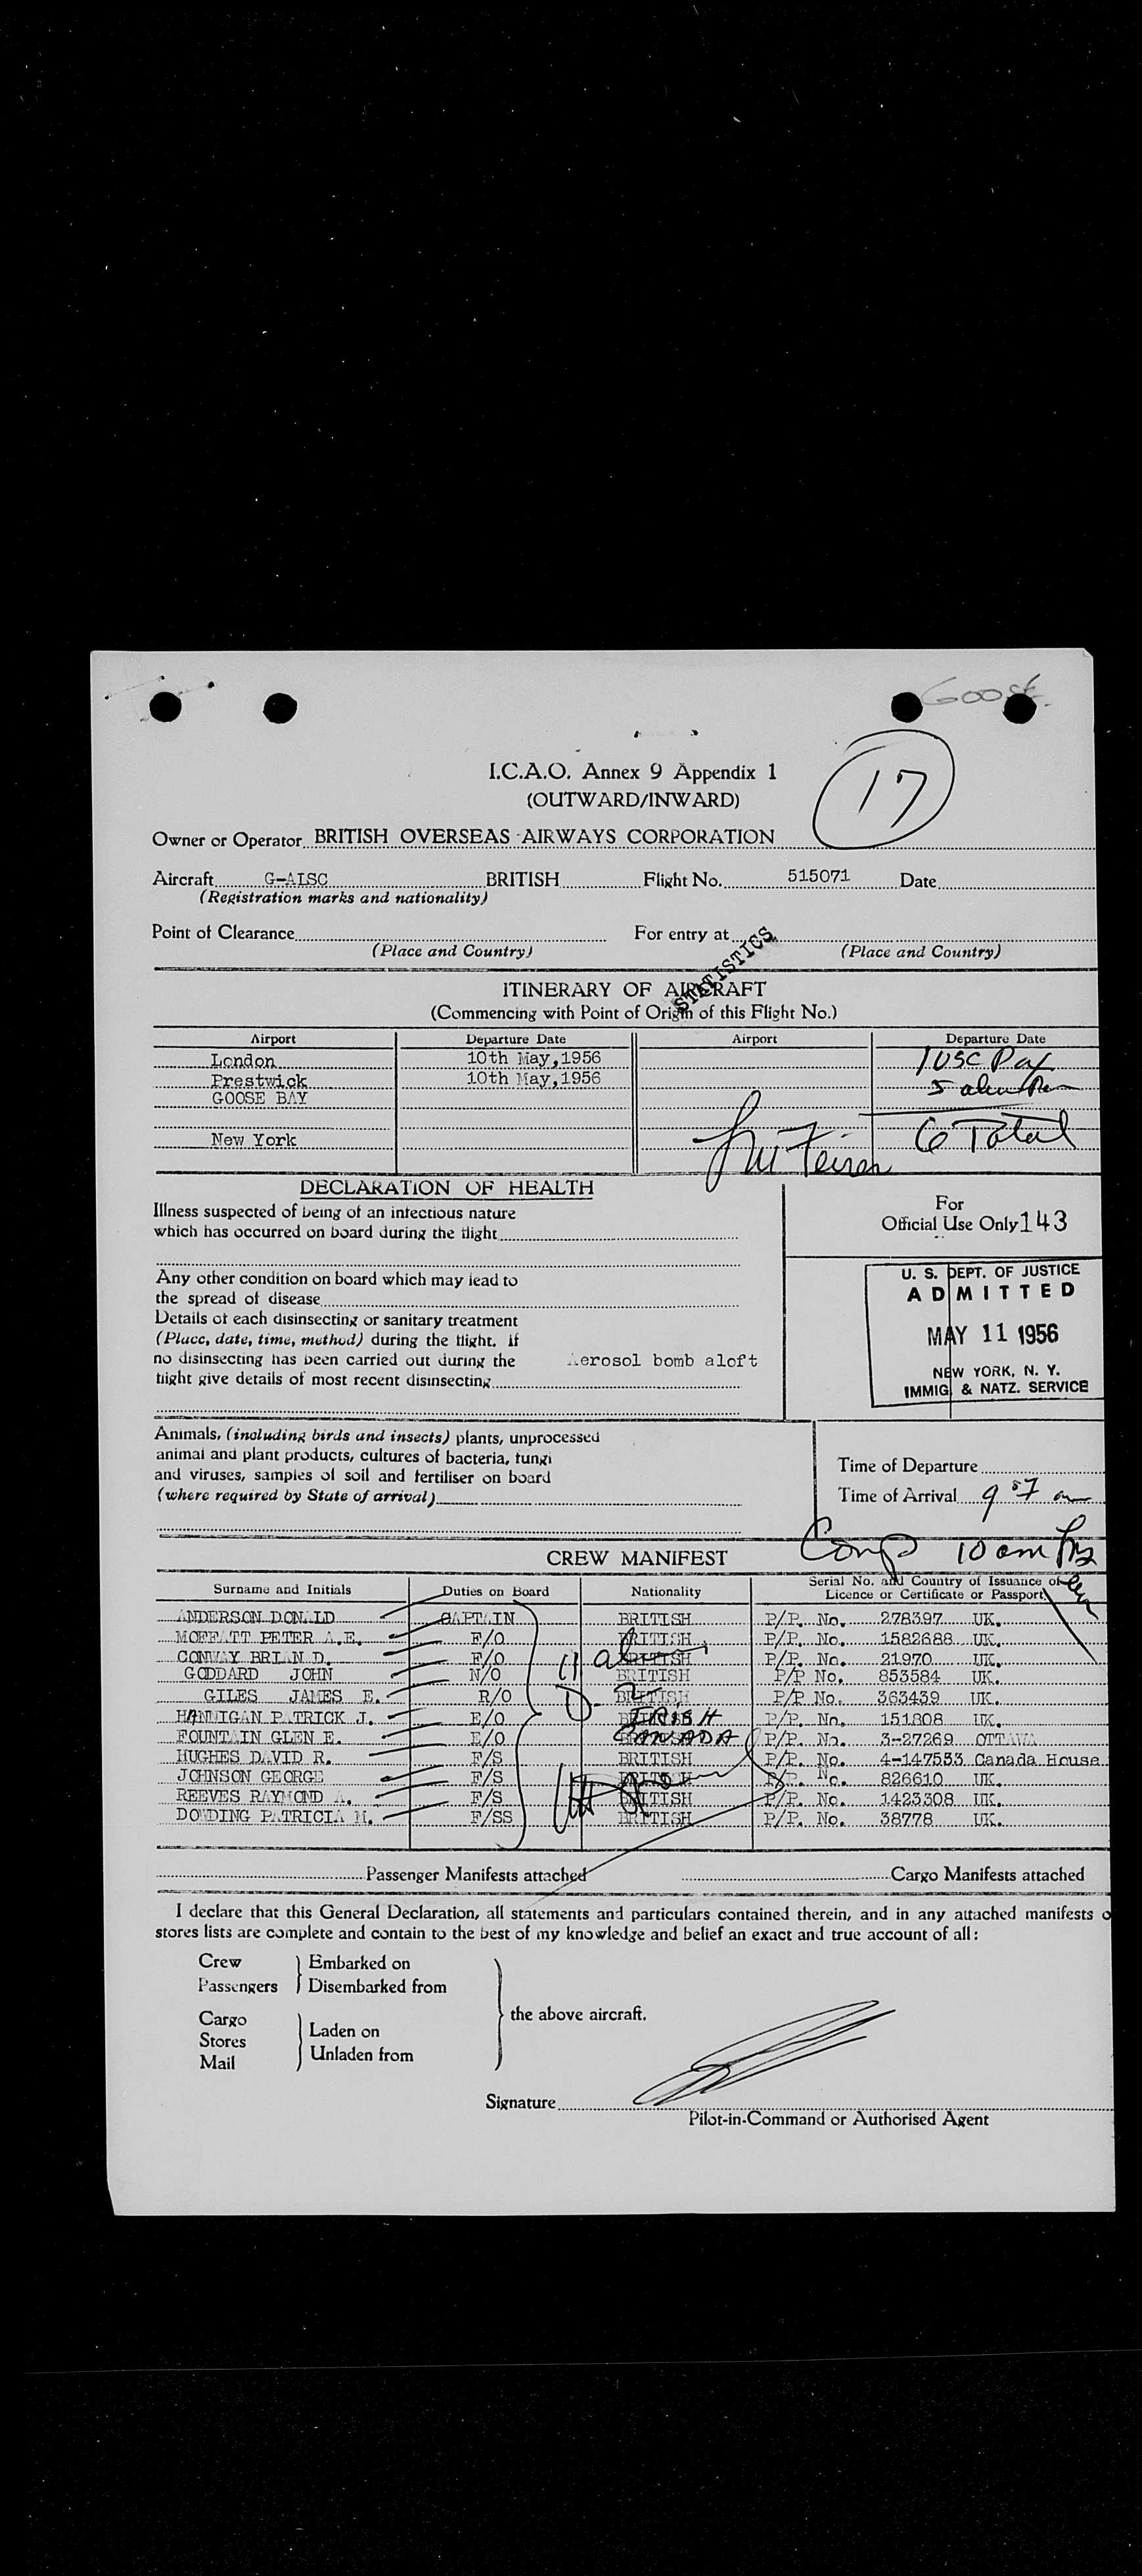 GOOSE
I.C.A.O. Annex 9 Appendix 1
17
(OUTWARD/INWARD)
Owner or Operator BRITISH OVERSEAS AIRWAYS CORPORATION
Aircraft G-ALSC BRITISH Flight No. 515071 Date
(Registration marks and nationality)
Point of Clearance For entry at
(Place and Country) (Place and Country)
STATISTICS
ITINERARY OF AIRCRAFT
(Commencing with Point of Origin of this Flight No.)
Airport Departure Date Airport Departure Date
London 10th May,1956 1 USC Pax
Prestwick 10th May,1956 5 alien
GOOSE BAY
New York 6 Total
DECLARATION OF HEALTH
Illness suspected of being of an infectious nature
which has occurred on board during the flight
For
Official Use Only 143
Any other condition on board which may lead to
the spread of disease
Details of each disinsecting or sanitary treatment
(Place, date, time, method) during the flight. If
no disinsecting has been carried out during the Aerosol bomb aloft
flight give details of most recent disinsecting
U. S. DEPT. OF JUSTICE
ADMITTED
MAY 11 1956
NEW YORK, N. Y.
IMMIG. & NATZ. SERVICE
Animals, (including birds and insects) plants, unprocessed
animal and plant products, cultures of bacteria, fungi
and viruses, samples of soil and fertiliser on board
(where required by State of arrival)
Time of Departure
Time of Arrival 9 57 am
CREW MANIFEST
Comp 10 am
Surname and Initials Duties on Board Nationality Serial No. and Country of Issuance of
Licence or Certificate or Passport
ANDERSON DONALD CAPTAIN BRITISH P/P. No. 278397 UK.
MOFFATT PETER A.E. F/O BRITISH P/P. No. 1582688 UK.
CONWAY BRIAN D. F/O BRITISH P/P. No. 21970 UK.
GODDARD JOHN N/O BRITISH P/P No. 853584 UK.
GILES JAMES E. R/O BRITISH P/P No. 363439 UK.
HANNIGAN PATRICK J. E/O IRISH P/P. No. 151808 UK.
FOUNTAIN GLEN E. E/O CANADA P/P. No. 3-27269 OTTAWA
HUGHES DAVID R. F/S BRITISH P/P. No. 4-147553 Canada House
JOHNSON GEORGE F/S BRITISH P/P. No. 826610 UK.
REEVES RAYMOND A. F/S BRITISH P/P. No. 1423308 UK.
DOWDING PATRICIA M. F/SS BRITISH P/P. No. 38778 UK.
Passenger Manifests attached Cargo Manifests attached
I declare that this General Declaration, all statements and particulars contained therein, and in any attached manifests o
stores lists are complete and contain to the best of my knowledge and belief an exact and true account of all:
Crew Embarked on
Passengers Disembarked from
the above aircraft.
Cargo
Stores Laden on
Mail Unladen from
Signature
Pilot-in-Command or Authorised Agent